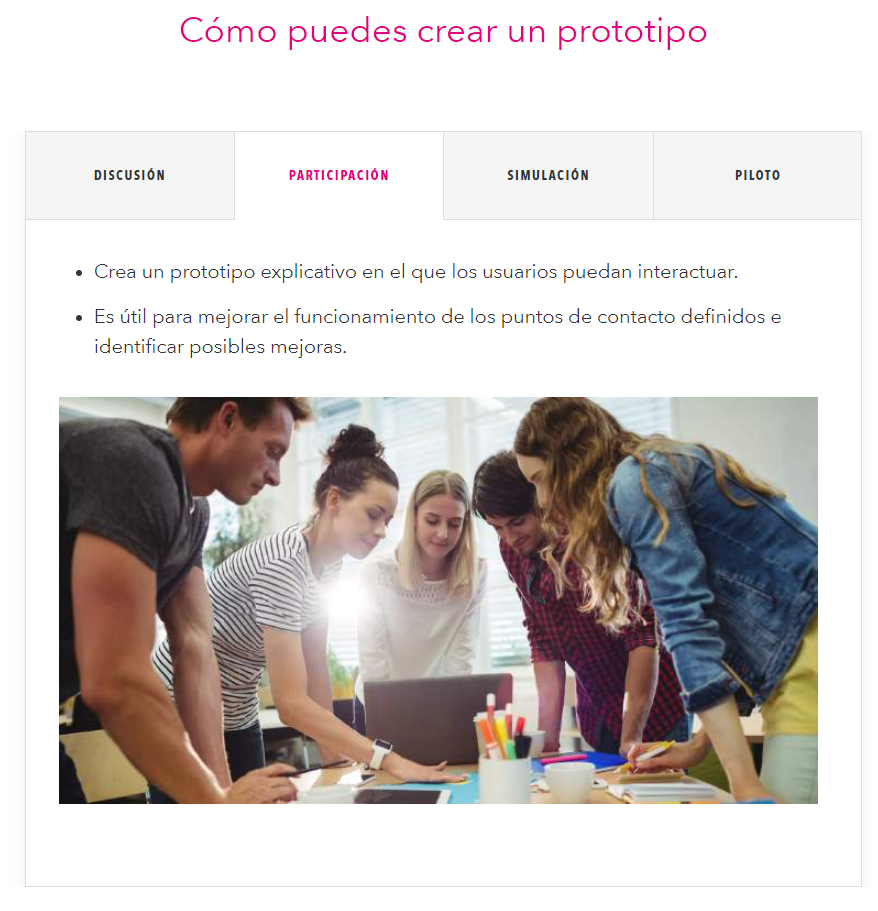 Cómo puedes crear un prototipo
DISCUSIÓN
PARTICIPACIÓN
SIMULACIÓN
PILOTO
• Crea un prototipo explicativo en el que los usuarios puedan interactuar.
• Es útil para mejorar el funcionamiento de los puntos de contacto definidos e
identificar posibles mejoras.